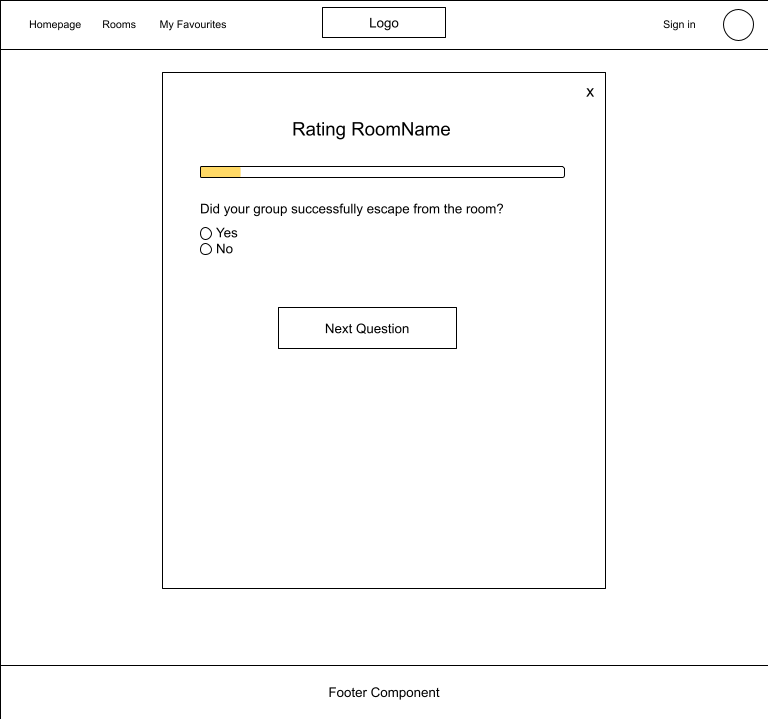 Homepage Rooms My Favourites Logo Sign in
x
Rating RoomName
Did your group successfully escape from the room?
Yes
No
Next Question
Footer Component